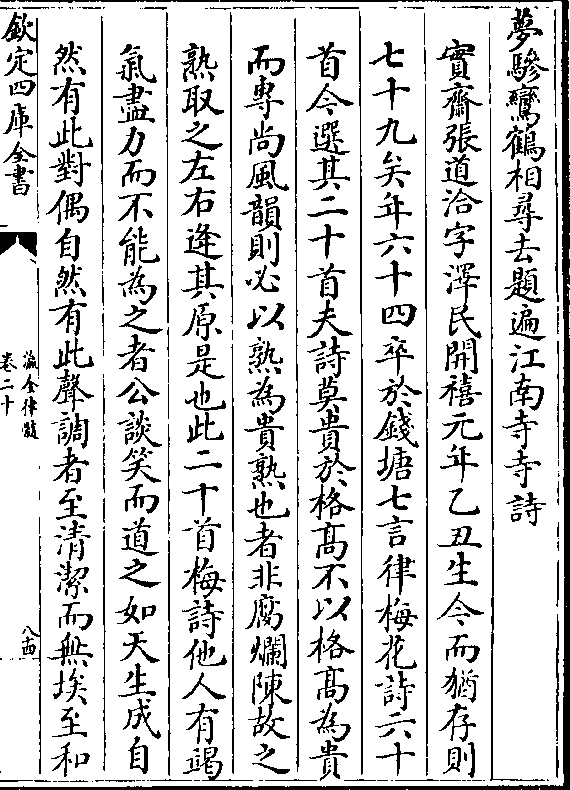 夢驂鸞鶴相尋去題遍江南寺寺詩
實齋張道洽字澤民開禧元年乙丑生今而猶存則
七十九矣年六十四卒於錢塘七言律梅花詩六十
首今選其二十首夫詩莫貴於格髙不以格髙為貴
而專尚風韻則必以熟為貴熟也者非腐爛陳故之
熟取之左右逢其原是也此二十首梅詩他人有竭
氣盡力而不能為之者公談笑而道之如天生成自
然有此對偶自然有此聲調者至清潔而無埃至和
欽定四庫全書
瀛奎律髓
卷二十
八十四